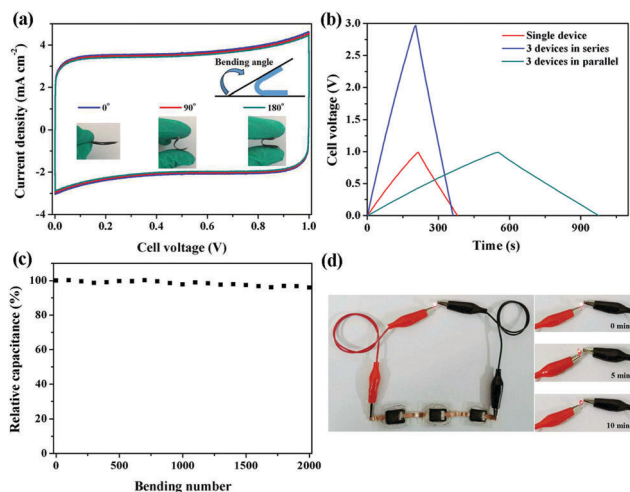 (a)
Current density (mA cm⁻²)
6
4
2
0
-2
-4
Bending angle
0°
90°
180°
0.0
0.2
0.4
0.6
0.8
1.0
Cell voltage (V)
(b)
Cell voltage (V)
3.0
2.5
2.0
1.5
1.0
0.5
0.0
Single device
3 devices in series
3 devices in parallel
0
300
600
900
Time (s)
(c)
Relative capacitance (%)
100
80
60
40
20
0
0
500
1000
1500
2000
Bending number
(d)
0 min
5 min
10 min